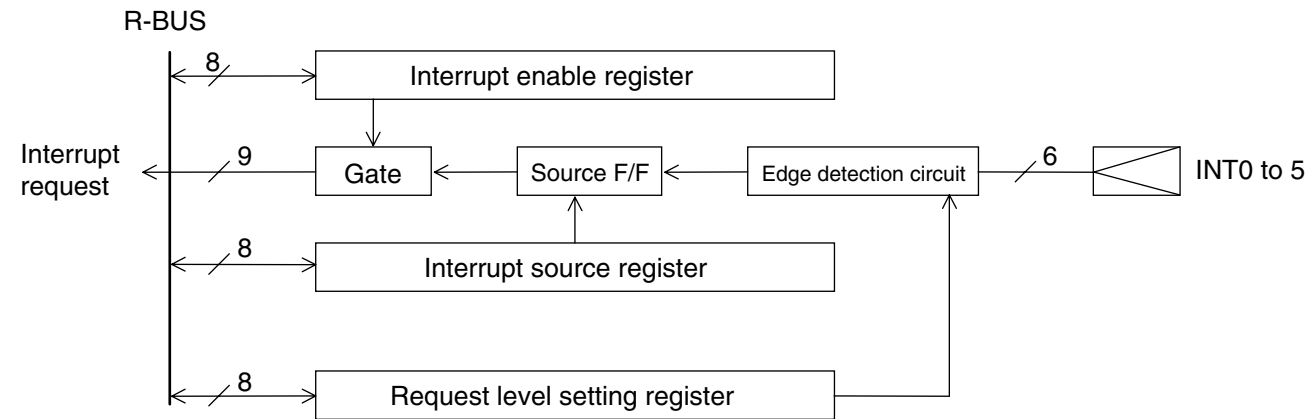 R-BUS
8
Interrupt enable register
Interrupt
request
9
Gate
Source F/F
Edge detection circuit
6
INT0 to 5
8
Interrupt source register
8
Request level setting register